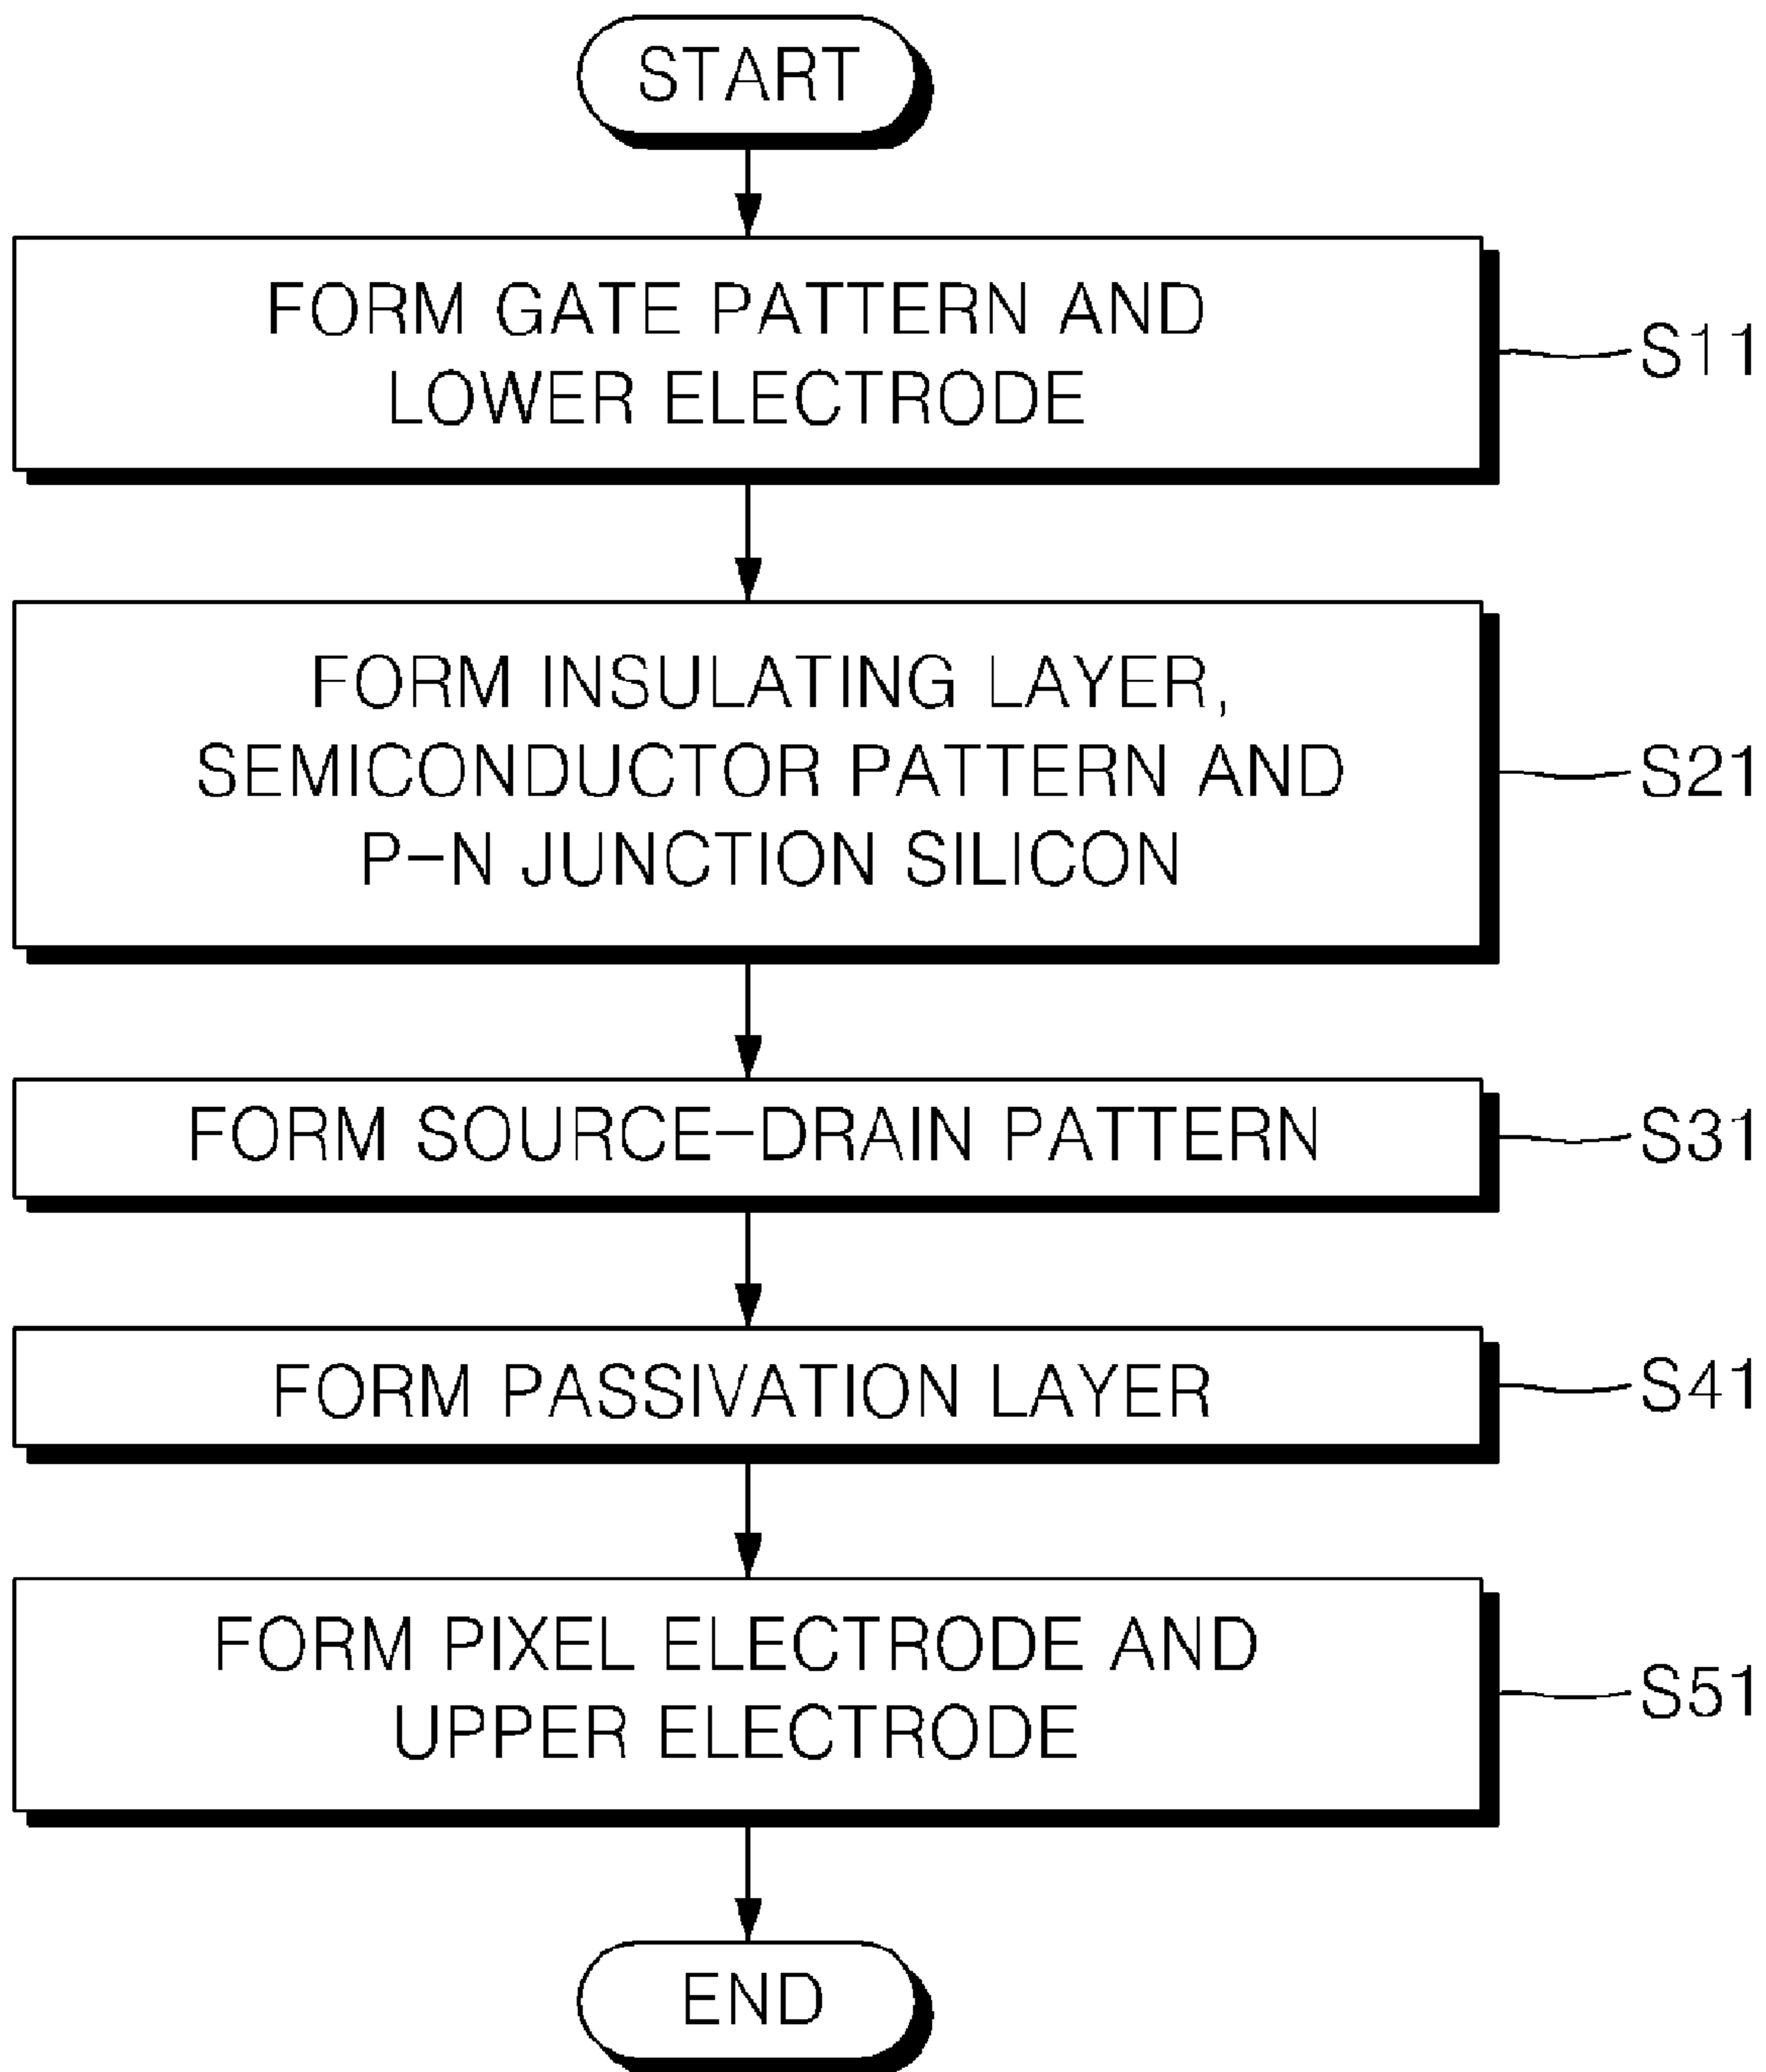 START
FORM GATE PATTERN AND
LOWER ELECTRODE
S11
FORM INSULATING LAYER,
SEMICONDUCTOR PATTERN AND
P-N JUNCTION SILICON
S21
FORM SOURCE-DRAIN PATTERN
S31
FORM PASSIVATION LAYER
S41
FORM PIXEL ELECTRODE AND
UPPER ELECTRODE
S51
END